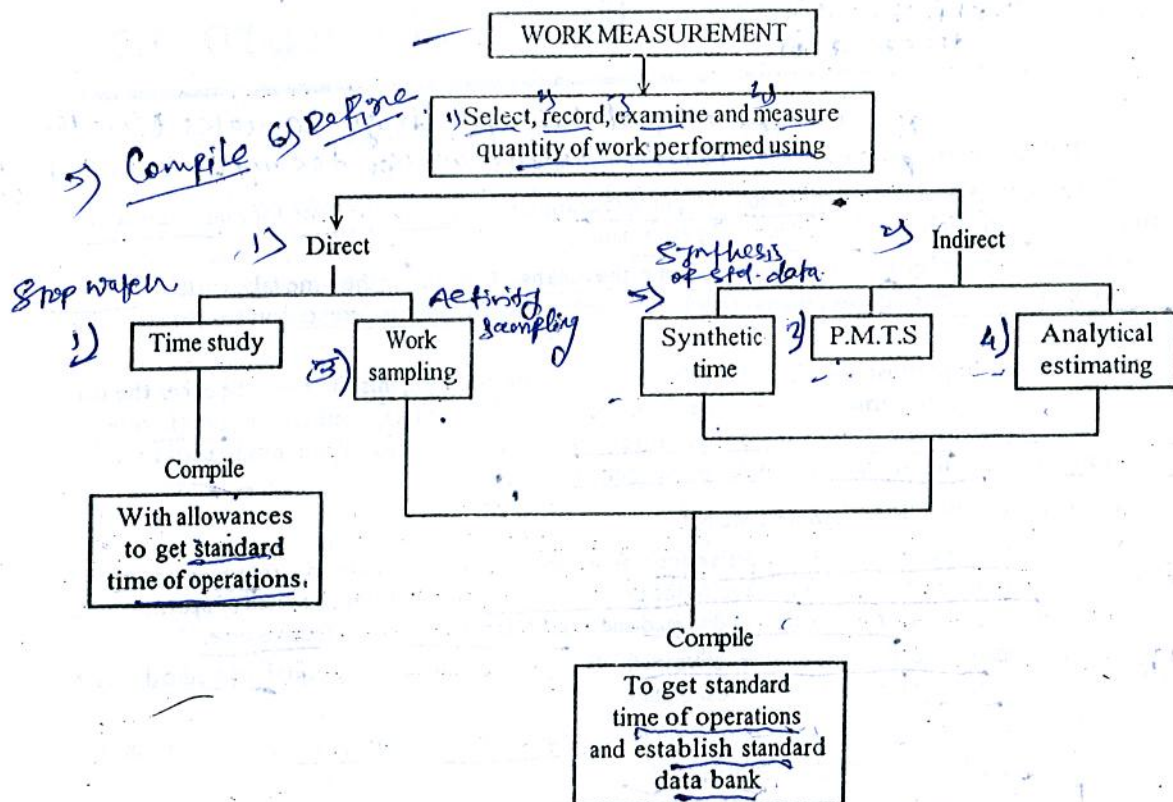 WORK MEASUREMENT
1) Select, record, examine and measure
quantity of work performed using
5) Compile 6) Define
1) Direct
2) Indirect
Stop watch
1) Time study
3) Work
sampling
Activity
sampling
Synthesis
of std. data.
5) Synthetic
time
2) P.M.T.S
4) Analytical
estimating
Compile
With allowances
to get standard
time of operations.
Compile
To get standard
time of operations
and establish standard
data bank